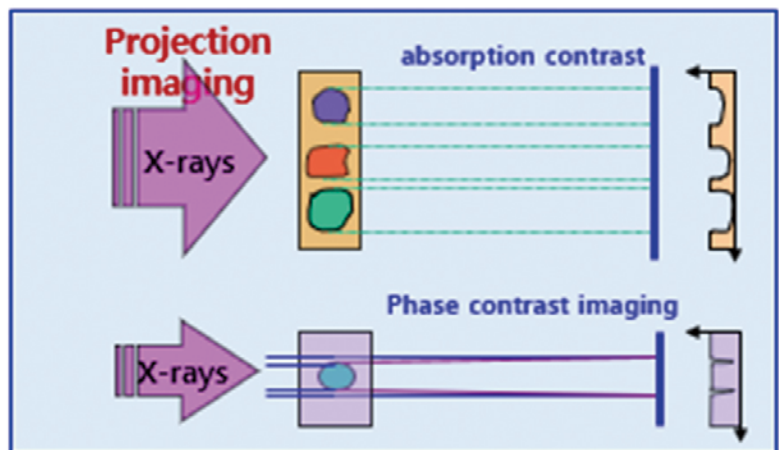 Projection
imaging
absorption contrast
X-rays
Phase contrast imaging
X-rays